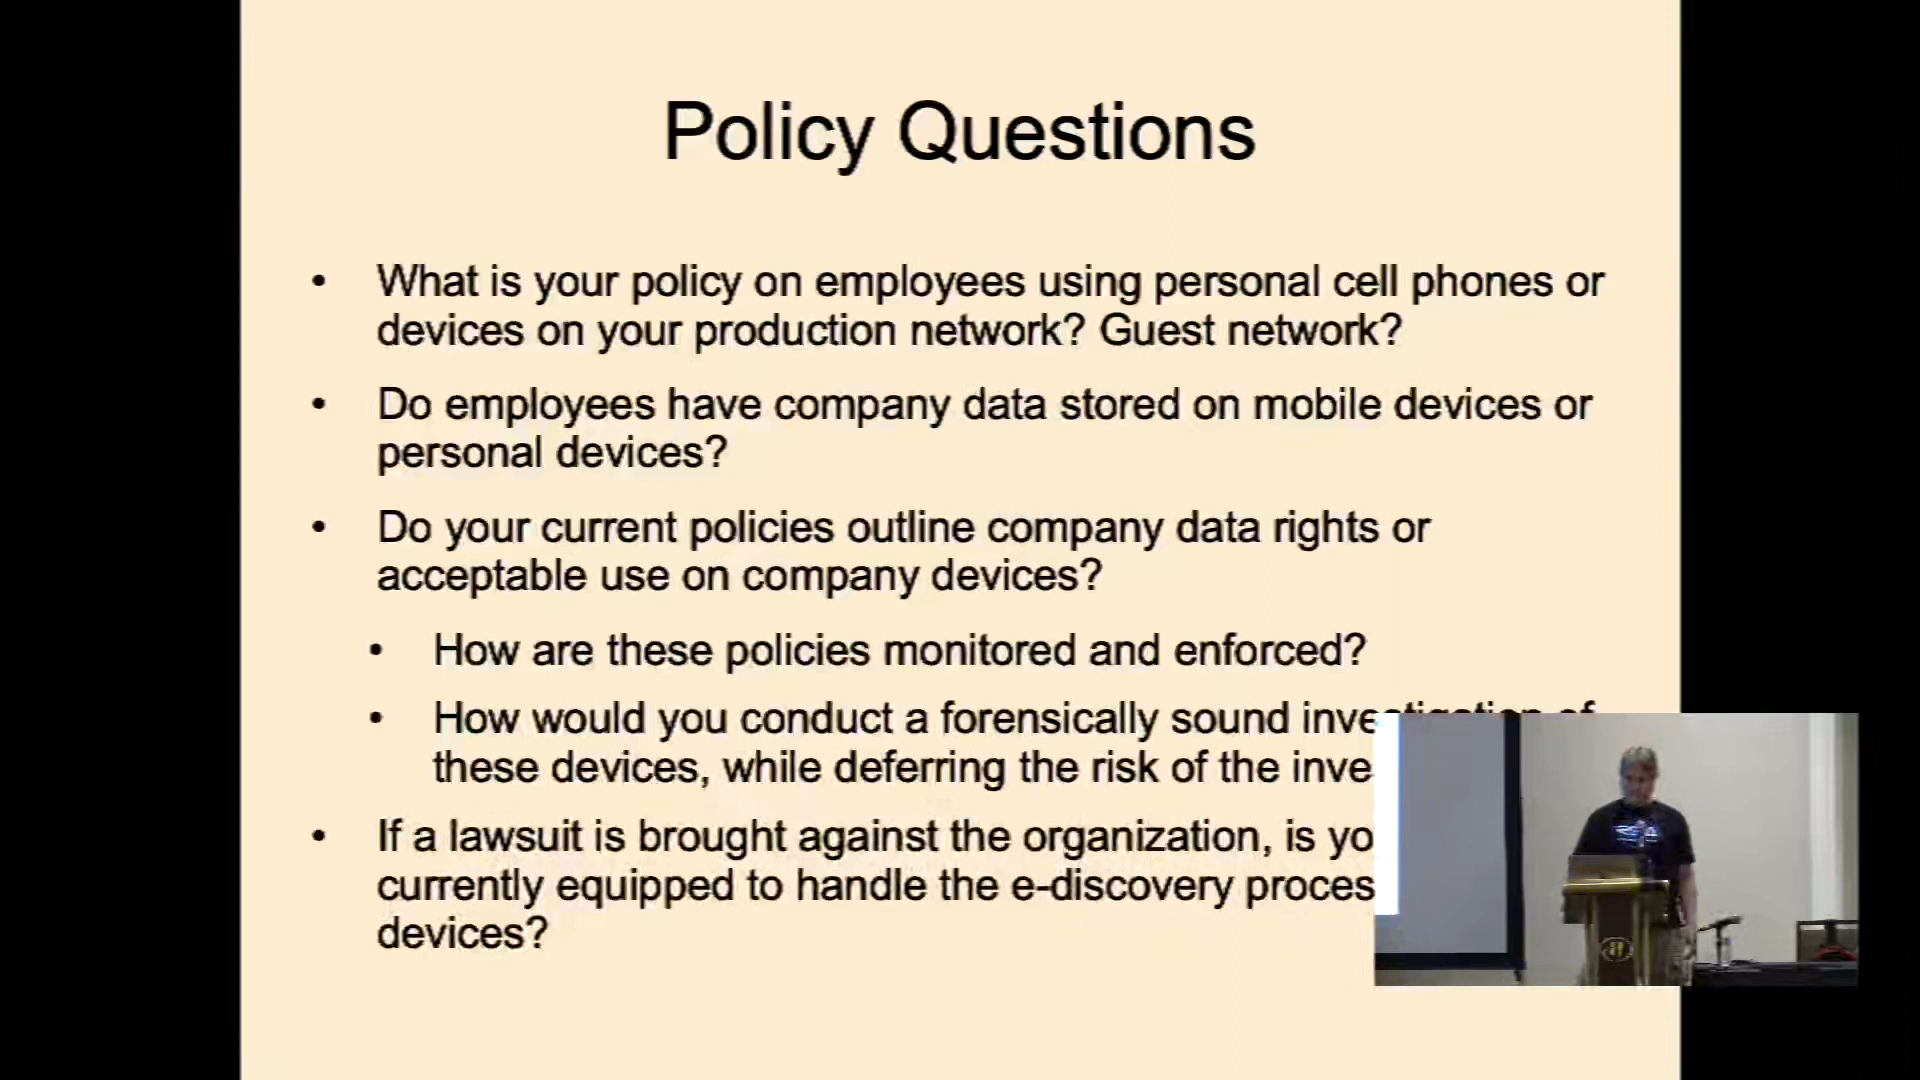 Policy Questions
• What is your policy on employees using personal cell phones or
devices on your production network? Guest network?
• Do employees have company data stored on mobile devices or
personal devices?
• Do your current policies outline company data rights or
acceptable use on company devices?
• How are these policies monitored and enforced?
• How would you conduct a forensically sound investigation of
these devices, while deferring the risk of the
• If a lawsuit is brought against the organization, is
currently equipped to handle the e-discovery
devices?